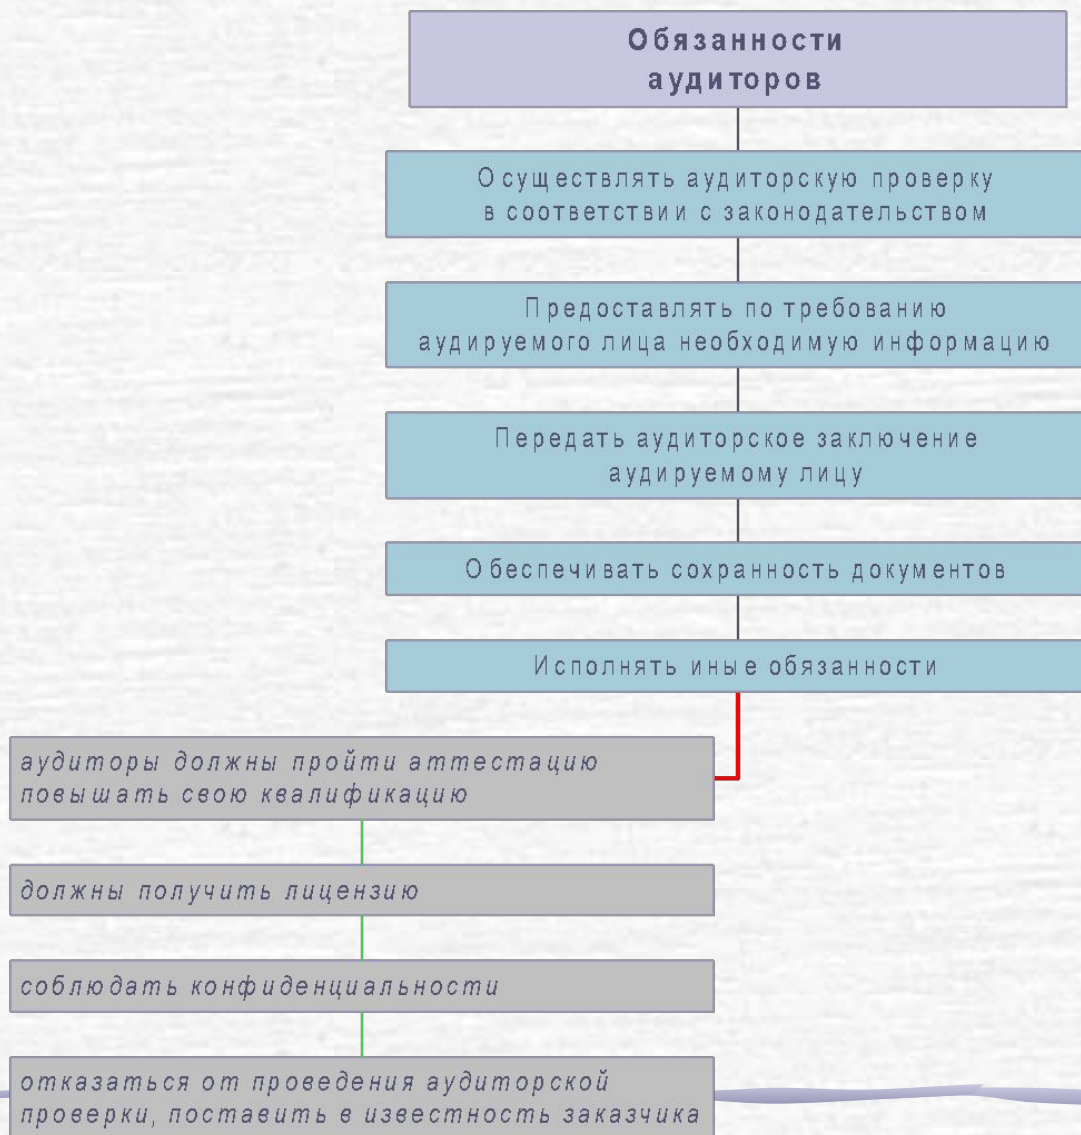 Обязанности
аудиторов
Осуществлять аудиторскую проверку
в соответствии с законодательством
Предоставлять по требованию
аудируемого лица необходимую информацию
Передать аудиторское заключение
аудируемому лицу
Обеспечивать сохранность документов
Исполнять иные обязанности
аудиторы должны пройти аттестацию
повышать свою квалификацию
должны получить лицензию
соблюдать конфиденциальности
отказаться от проведения аудиторской
проверки, поставить в известность заказчика